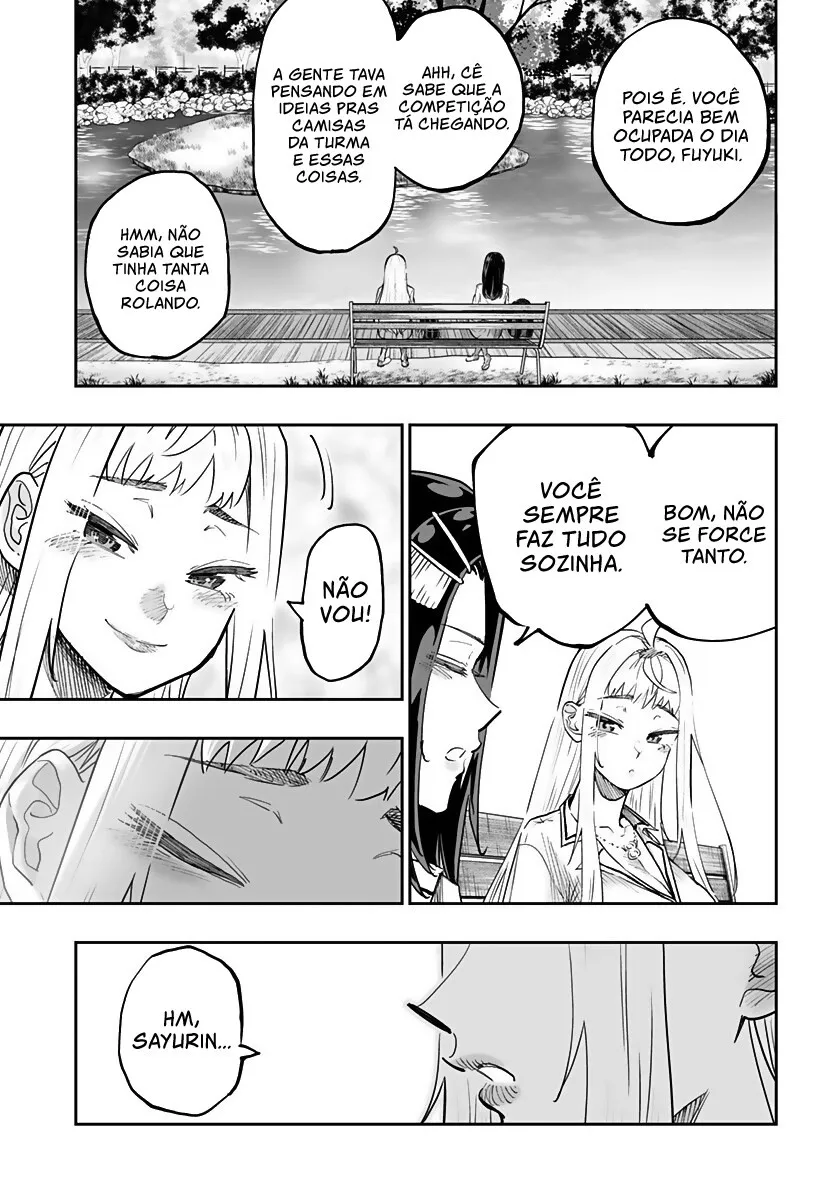 POIS É. VOCÊ
PARECIA BEM
OCUPADA O DIA
TODO, FUYUKI.
AHH, CÊ
SABE QUE A
COMPETIÇÃO
TÁ CHEGANDO.
A GENTE TAVA
PENSANDO EM
IDEIAS PRAS
CAMISAS
DA TURMA
E ESSAS
COISAS.
HMM, NÃO
SABIA QUE
TINHA TANTA
COISA
ROLANDO.
BOM, NÃO
SE FORCE
TANTO.
VOCÊ
SEMPRE
FAZ TUDO
SOZINHA.
NÃO
VOU!
HM,
SAYURIN...